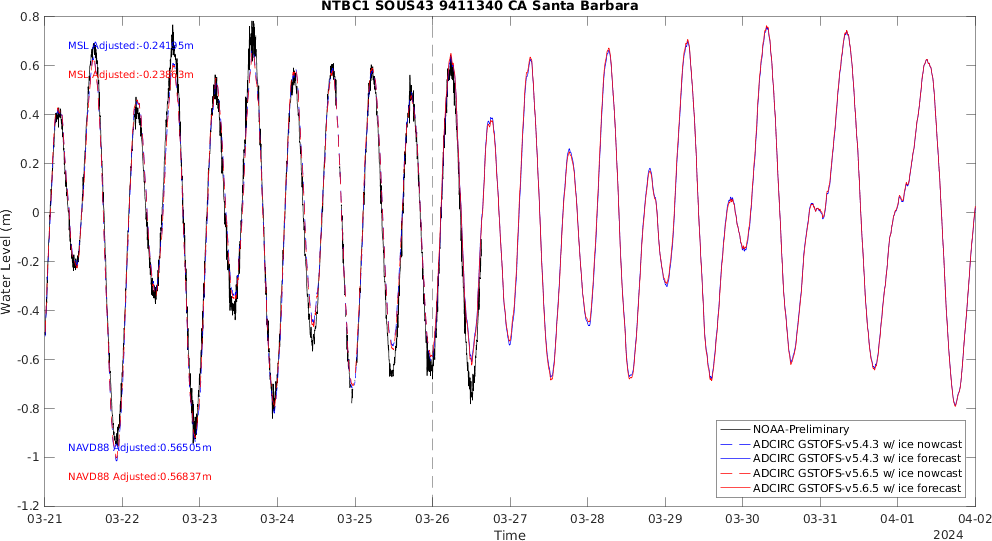 NTBC1 SOUS43 9411340 CA Santa Barbara
0.8
0.6
0.4
0.2
0
-0.2
-0.4
-0.6
-0.8
-1
-1.2
Water Level (m)
MSL Adjusted:-0.24195m
MSL Adjusted:-0.23863m
NAVD88 Adjusted:0.56505m
NAVD88 Adjusted:0.56837m
NOAA-Preliminary
ADCIRC GSTOFS-v5.4.3 w/ ice nowcast
ADCIRC GSTOFS-v5.4.3 w/ ice forecast
ADCIRC GSTOFS-v5.6.5 w/ ice nowcast
ADCIRC GSTOFS-v5.6.5 w/ ice forecast
03-21 03-22 03-23 03-24 03-25 03-26 03-27 03-28 03-29 03-30 03-31 04-01 04-02
Time
2024